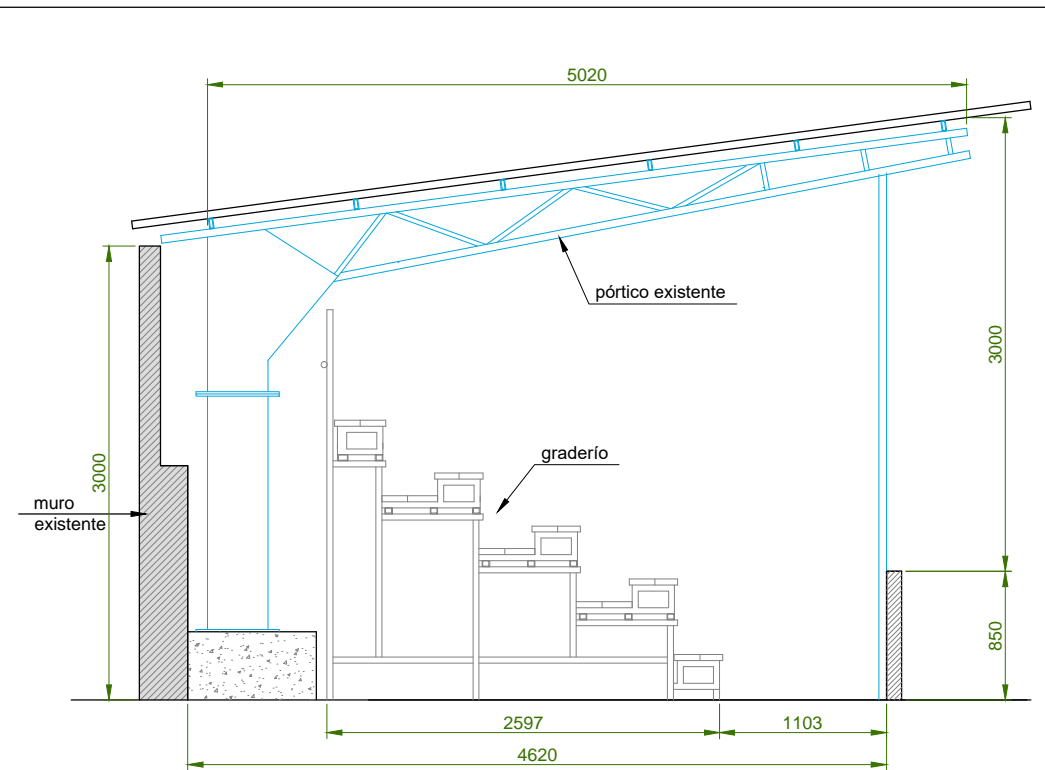 5020
pórtico existente
3000
graderío
3000
muro
existente
850
2597
1103
4620